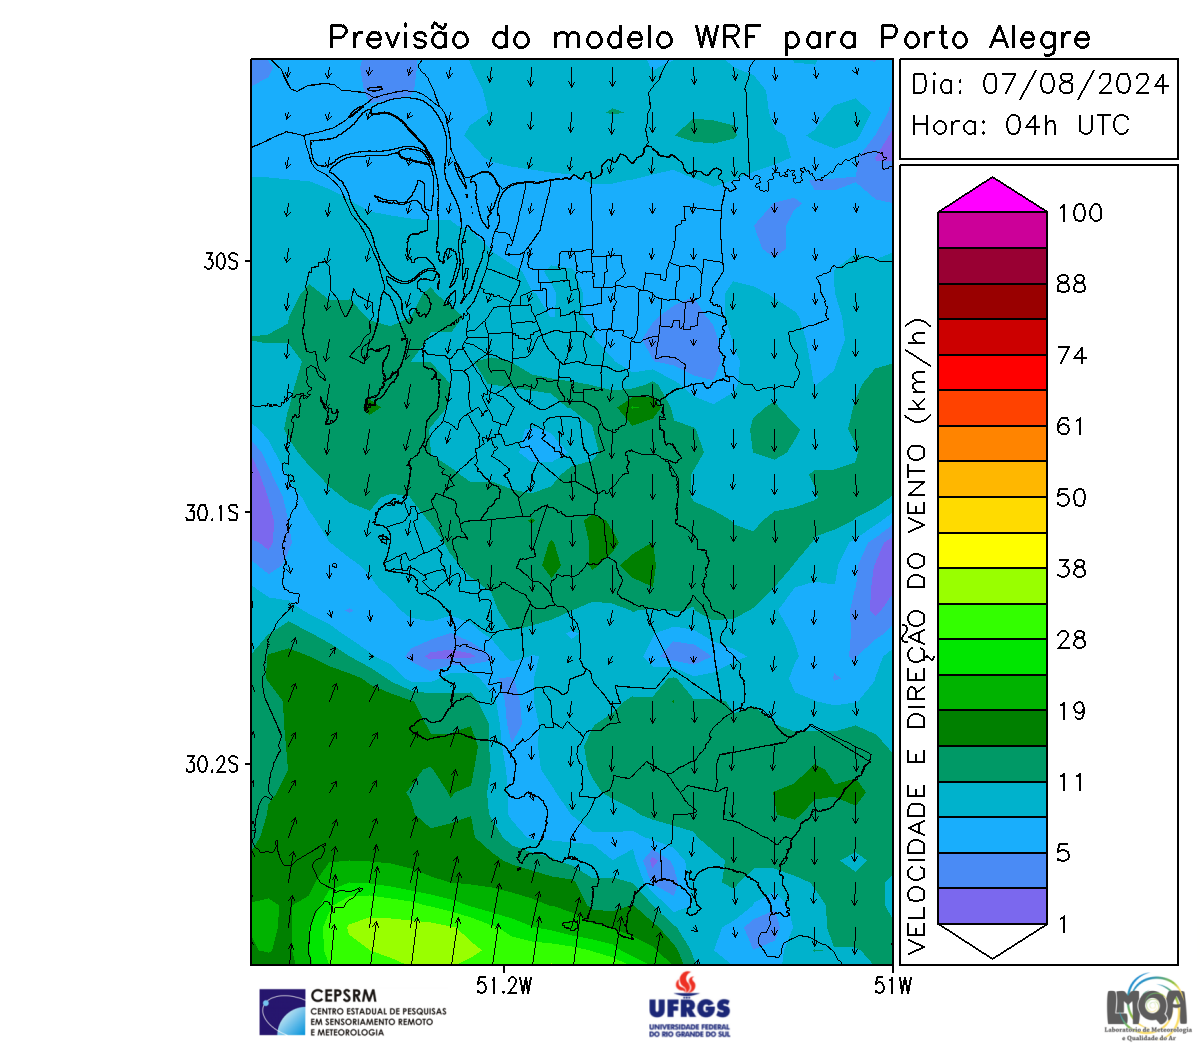 Previsão do modelo WRF para Porto Alegre
Dia: 07/08/2024
Hora: 04h UTC
30S
30.1S
30.2S
51.2W
51W
VELOCIDADE E DIREÇÃO DO VENTO (km/h)
100
88
74
61
50
38
28
19
11
5
1
CEPSRM
CENTRO ESTADUAL DE PESQUISAS
EM SENSORIAMENTO REMOTO
E METEOROLOGIA
UFRGS
UNIVERSIDADE FEDERAL
DO RIO GRANDE DO SUL
LMQA
Laboratório de Meteorologia
e Qualidade do Ar